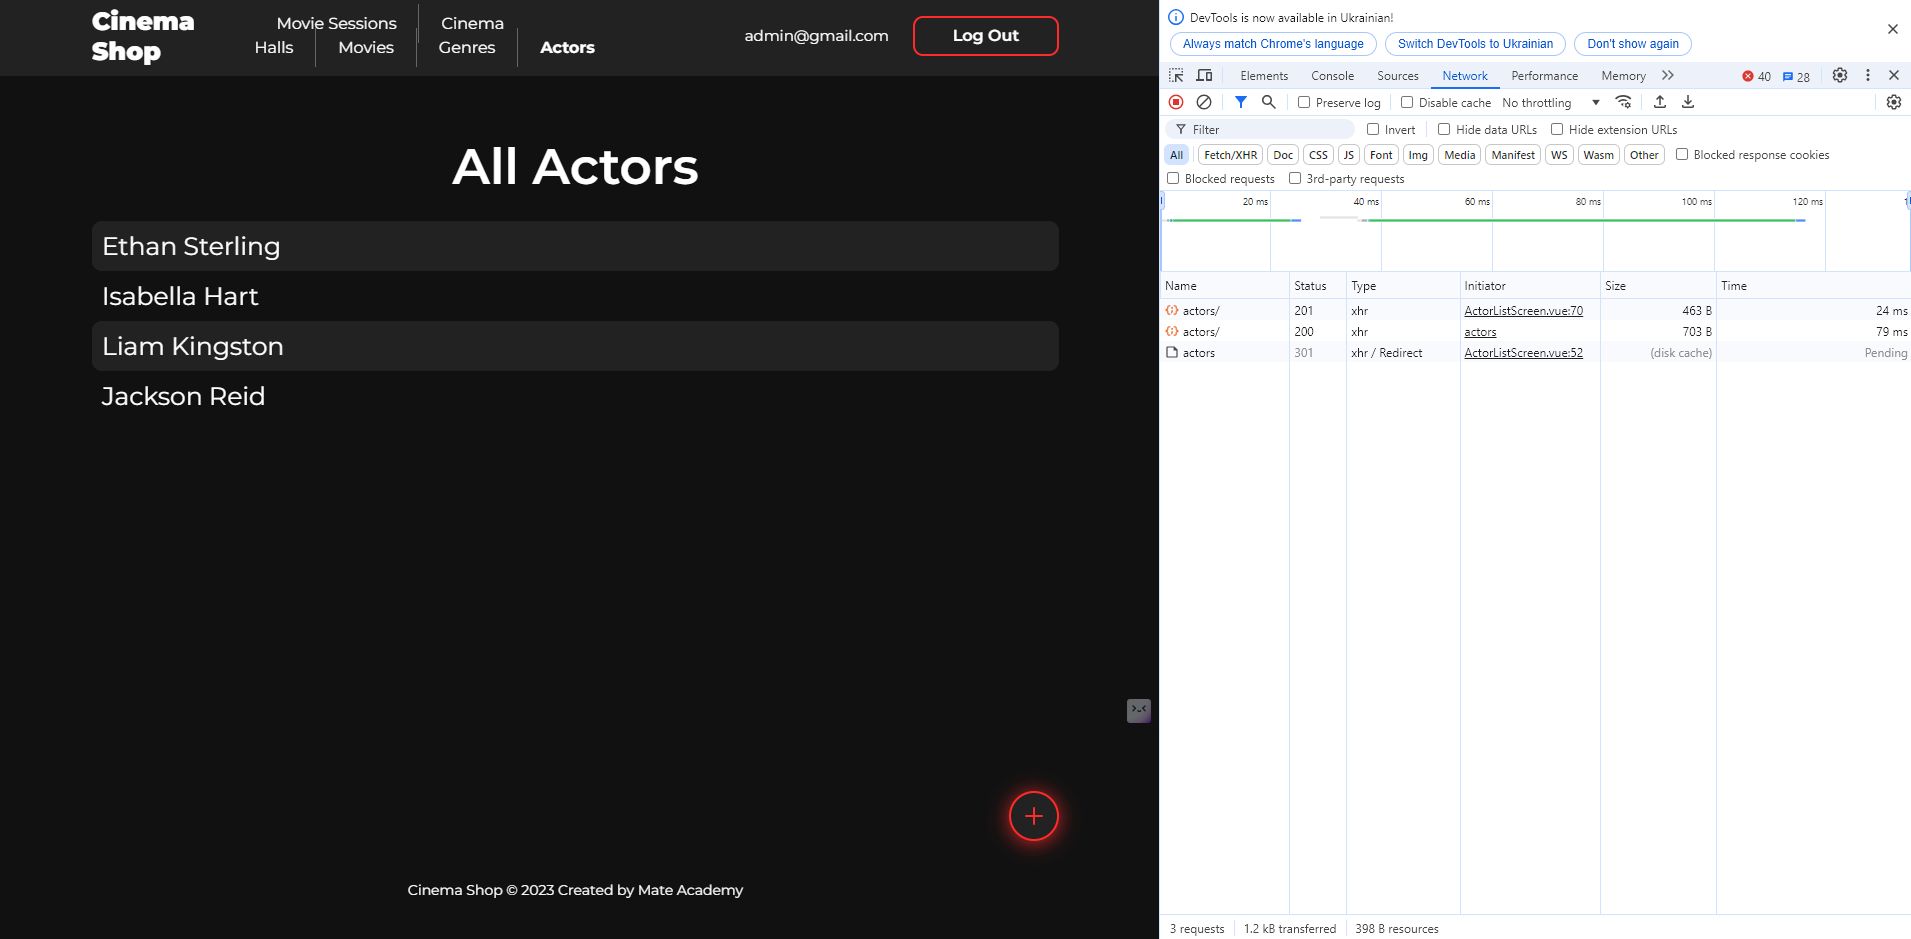 Cinema Shop
Movie Sessions
Cinema Halls
Movies
Genres
Actors
admin@gmail.com
Log Out
All Actors
Ethan Sterling
Isabella Hart
Liam Kingston
Jackson Reid
Cinema Shop © 2023 Created by Mate Academy
DevTools is now available in Ukrainian!
Always match Chrome's language Switch DevTools to Ukrainian Don't show again
Elements Console Sources Network Performance Memory 40 28
Preserve log Disable cache No throttling
Filter Invert Hide data URLs Hide extension URLs
All Fetch/XHR Doc CSS JS Font Img Media Manifest WS Wasm Other Blocked response cookies
Blocked requests 3rd-party requests
20 ms 40 ms 60 ms 80 ms 100 ms 120 ms
Name Status Type Initiator Size Time
actors/ 201 xhr ActorListScreen.vue:70 463 B 24 ms
actors/ 200 xhr actors 703 B 79 ms
actors 301 xhr / Redirect ActorListScreen.vue:52 (disk cache) Pending
3 requests 1.2 kB transferred 398 B resources